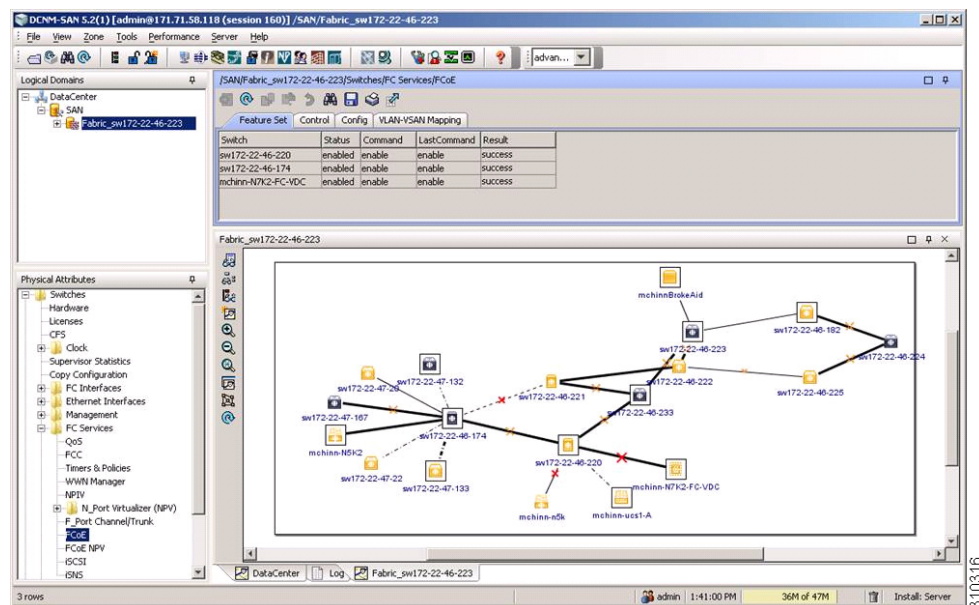 DCNM-SAN 5.2(1) [admin@171.71.58.118 (session 160)] /SAN/Fabric_sw172-22-46-223
File View Zone Tools Performance Server Help
advan...
Logical Domains
DataCenter
SAN
Fabric_sw172-22-46-223
/SAN/Fabric_sw172-22-46-223/Switches/FC Services/FCoE
Feature Set Control Config VLAN-VSAN Mapping
Switch Status Command LastCommand Result
sw172-22-46-220 enabled enable enable success
sw172-22-46-174 enabled enable enable success
mchinn-N7K2-FC-VDC enabled enable enable success
Physical Attributes
Switches
Hardware
Licenses
CFS
Clock
Supervisor Statistics
Copy Configuration
FC Interfaces
Ethernet Interfaces
Management
FC Services
QoS
FCC
Timers & Policies
WWN Manager
NPIV
N_Port Virtualizer (NPV)
F_Port Channel/Trunk
FCoE
FCoE NPV
iSCSI
iSNS
Fabric_sw172-22-46-223
mchinnBrokeAid
sw172-22-46-182
sw172-22-46-223
sw172-22-46-224
sw172-22-47-132
sw172-22-47-20
sw172-22-46-222
sw172-22-46-225
sw172-22-46-221
sw172-22-46-233
sw172-22-47-167
sw172-22-46-174
mchinn-N5K2
sw172-22-46-220
sw172-22-47-22
sw172-22-47-133
mchinn-N7K2-FC-VDC
mchinn-n5k
mchinn-ucs1-A
DataCenter Log Fabric_sw172-22-46-223
3 rows admin 1:41:00 PM 36M of 47M Install: Server
310316